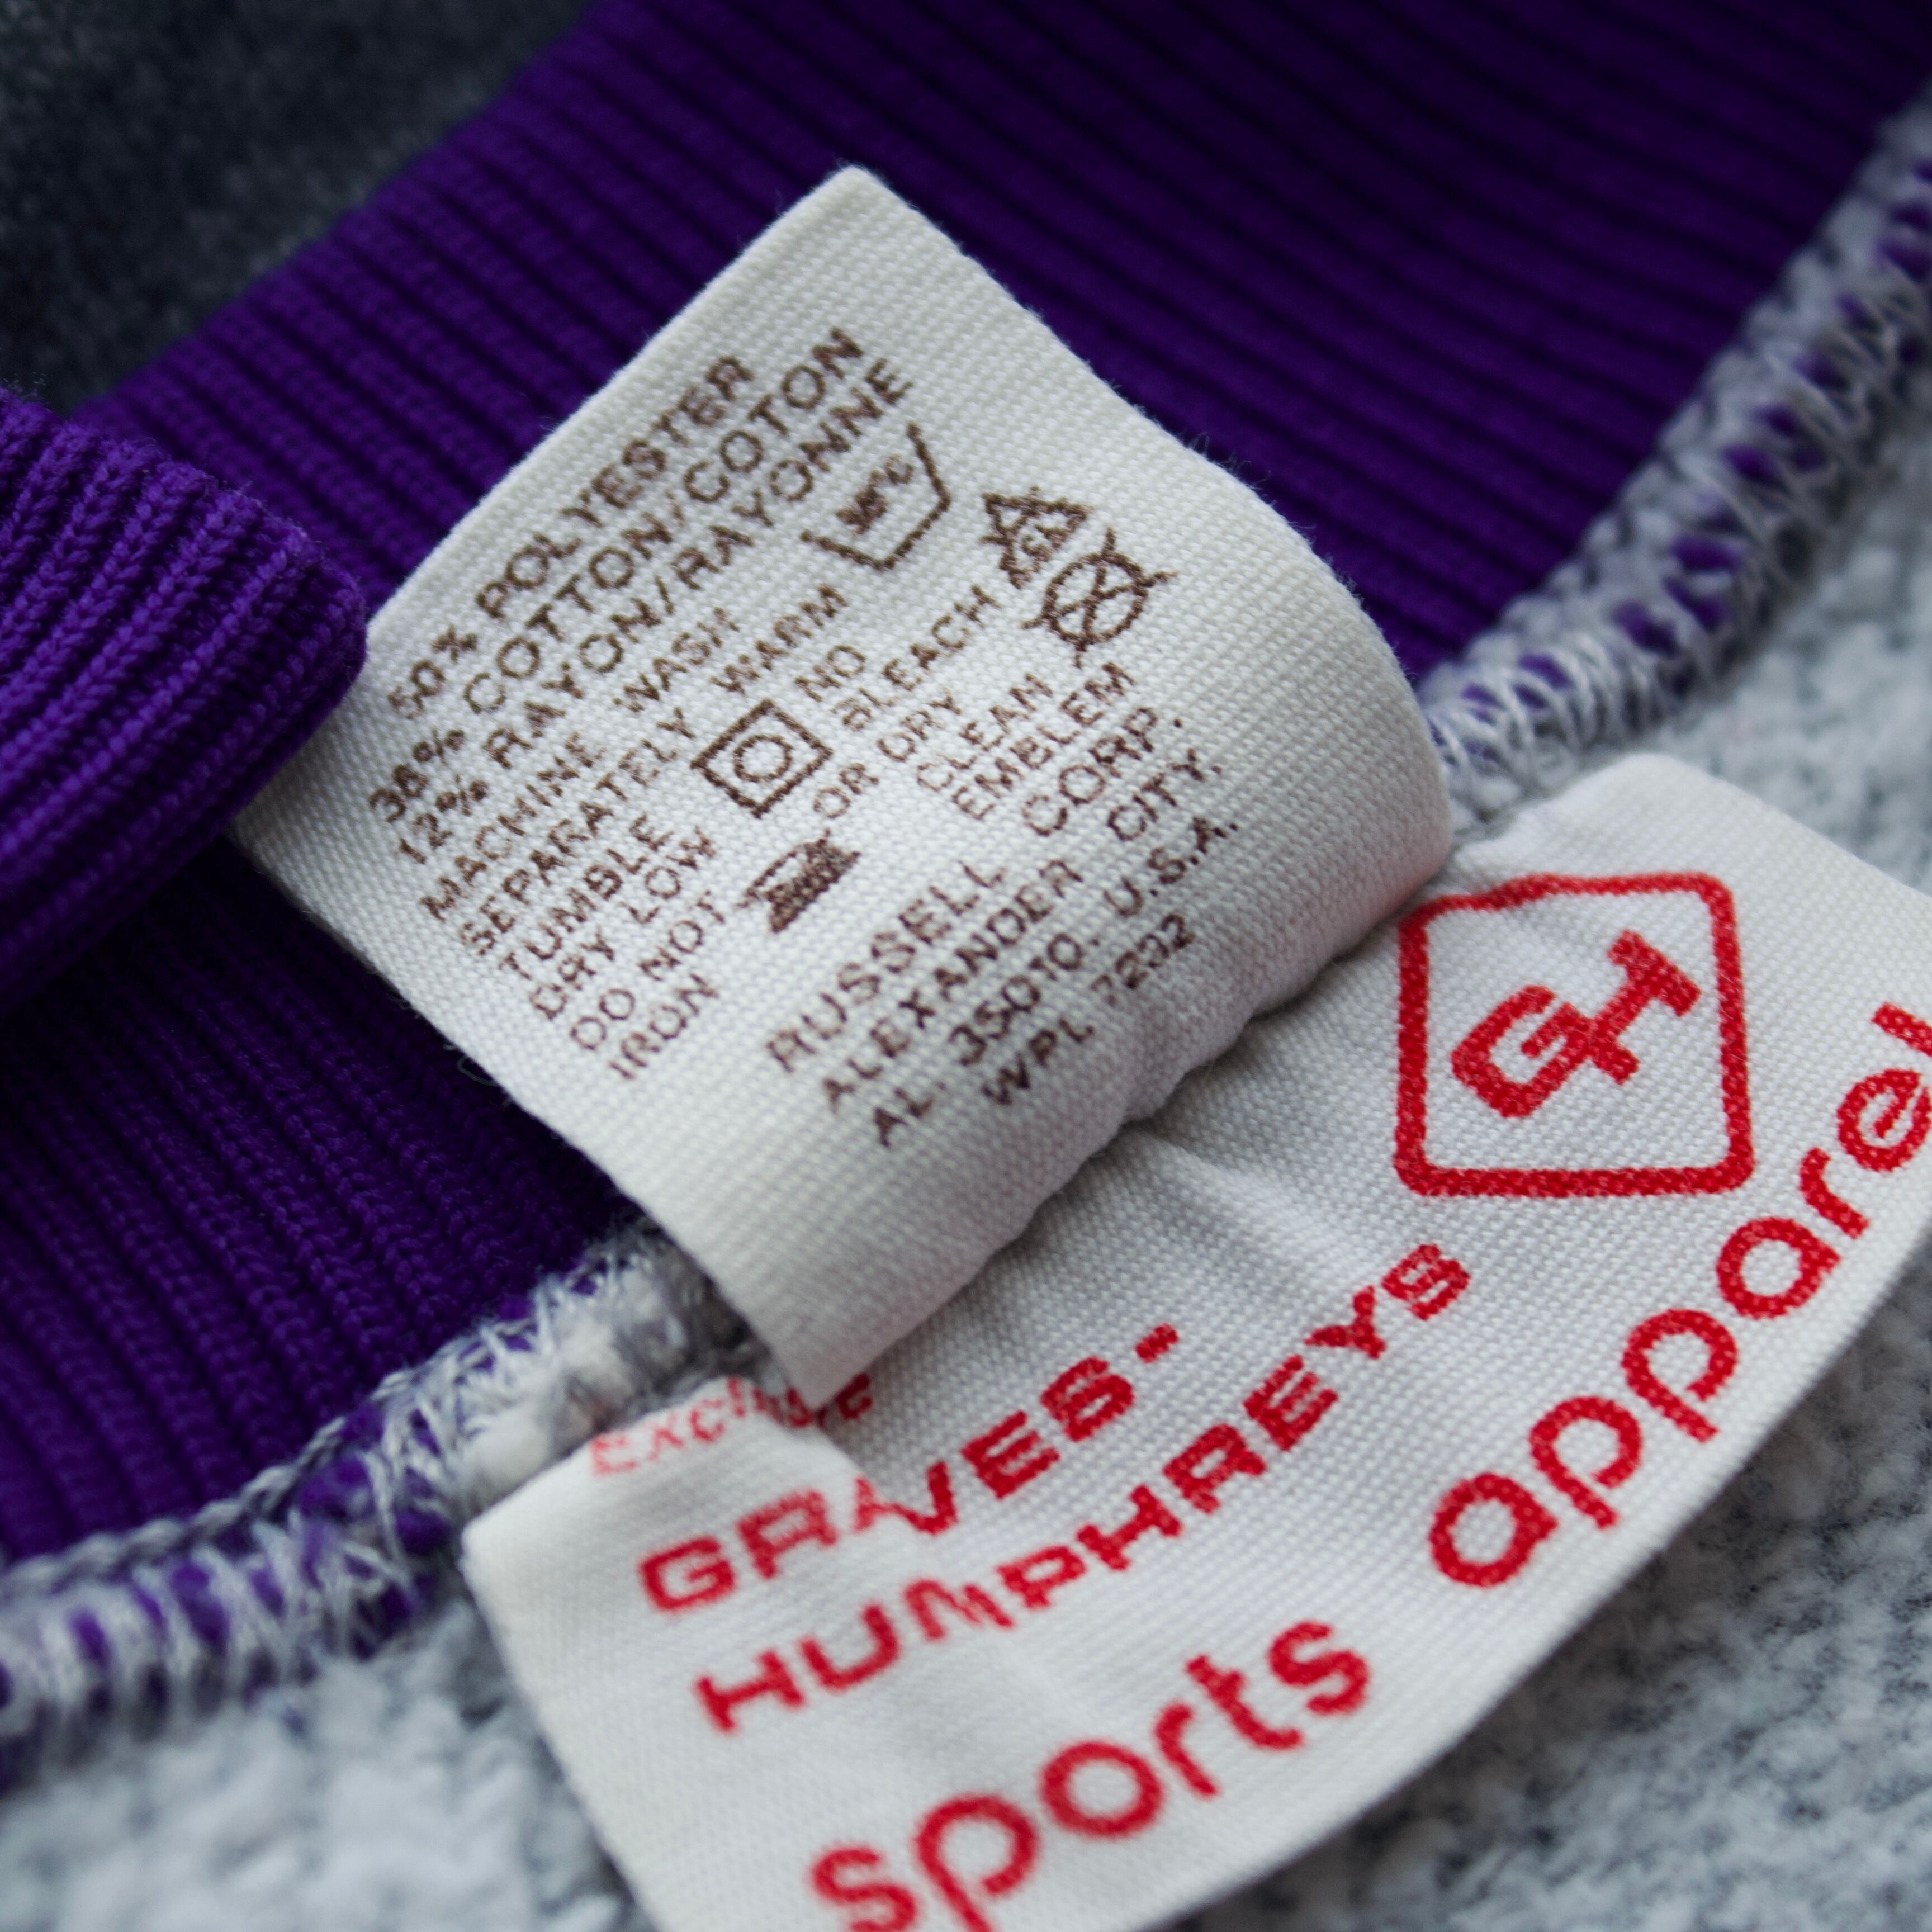 50% POLYESTER
38% COTTON/COTON
12% RAYON/RAYONNE
MACHINE WASH
SEPARATELY WARM
TUMBLE
DRY LOW
NO
BLEACH
DO NOT
IRON
OR DRY
CLEAN
EMBLEM
RUSSELL CORP.
ALEXANDER CITY,
AL. 35010. U.S.A.
WPL 7232
GH
GRAVES-
HUMPHREYS
sports apparel